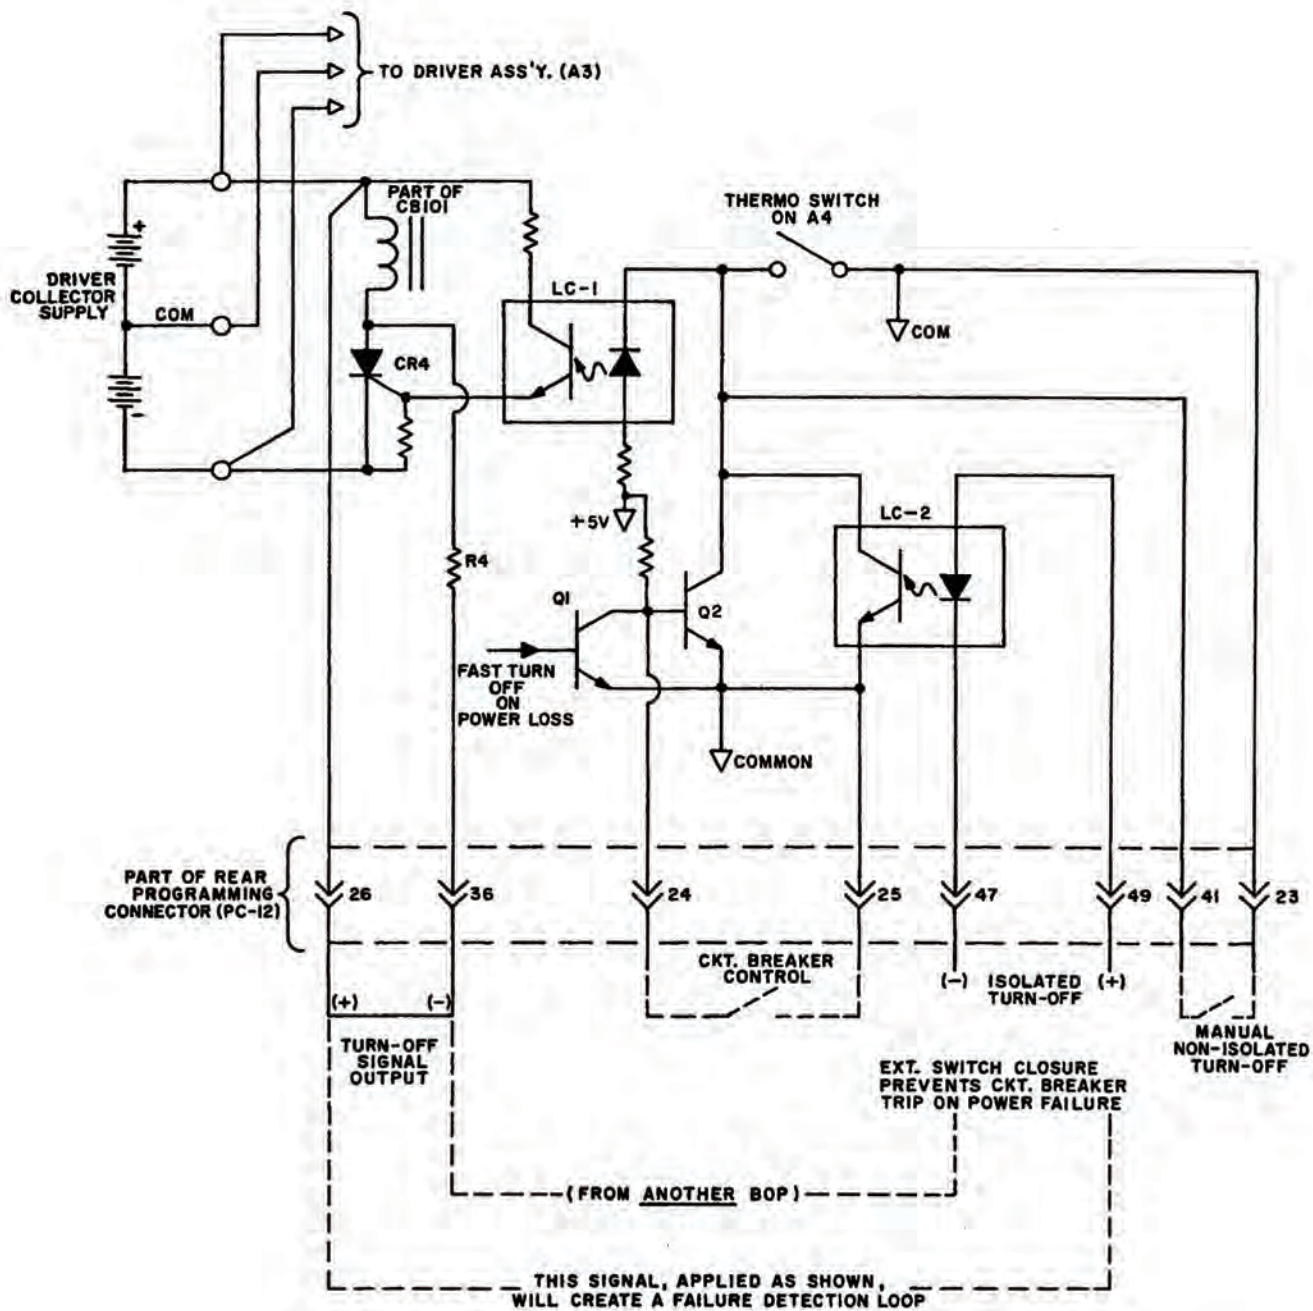 TO DRIVER ASS'Y. (A3)
PART OF
CB101
THERMO SWITCH
ON A4
+
DRIVER
COLLECTOR
SUPPLY
COM
-
LC-1
COM
CR4
+5V
LC-2
R4
Q1
Q2
FAST TURN
OFF
ON
POWER LOSS
COMMON
PART OF REAR
PROGRAMMING
CONNECTOR (PC-12)
26
36
24
25
47
49
41
23
CKT. BREAKER
CONTROL
(-) ISOLATED (+)
TURN-OFF
(+) (-)
TURN-OFF
SIGNAL
OUTPUT
MANUAL
NON-ISOLATED
TURN-OFF
EXT. SWITCH CLOSURE
PREVENTS CKT. BREAKER
TRIP ON POWER FAILURE
(FROM ANOTHER BOP)
THIS SIGNAL, APPLIED AS SHOWN,
WILL CREATE A FAILURE DETECTION LOOP